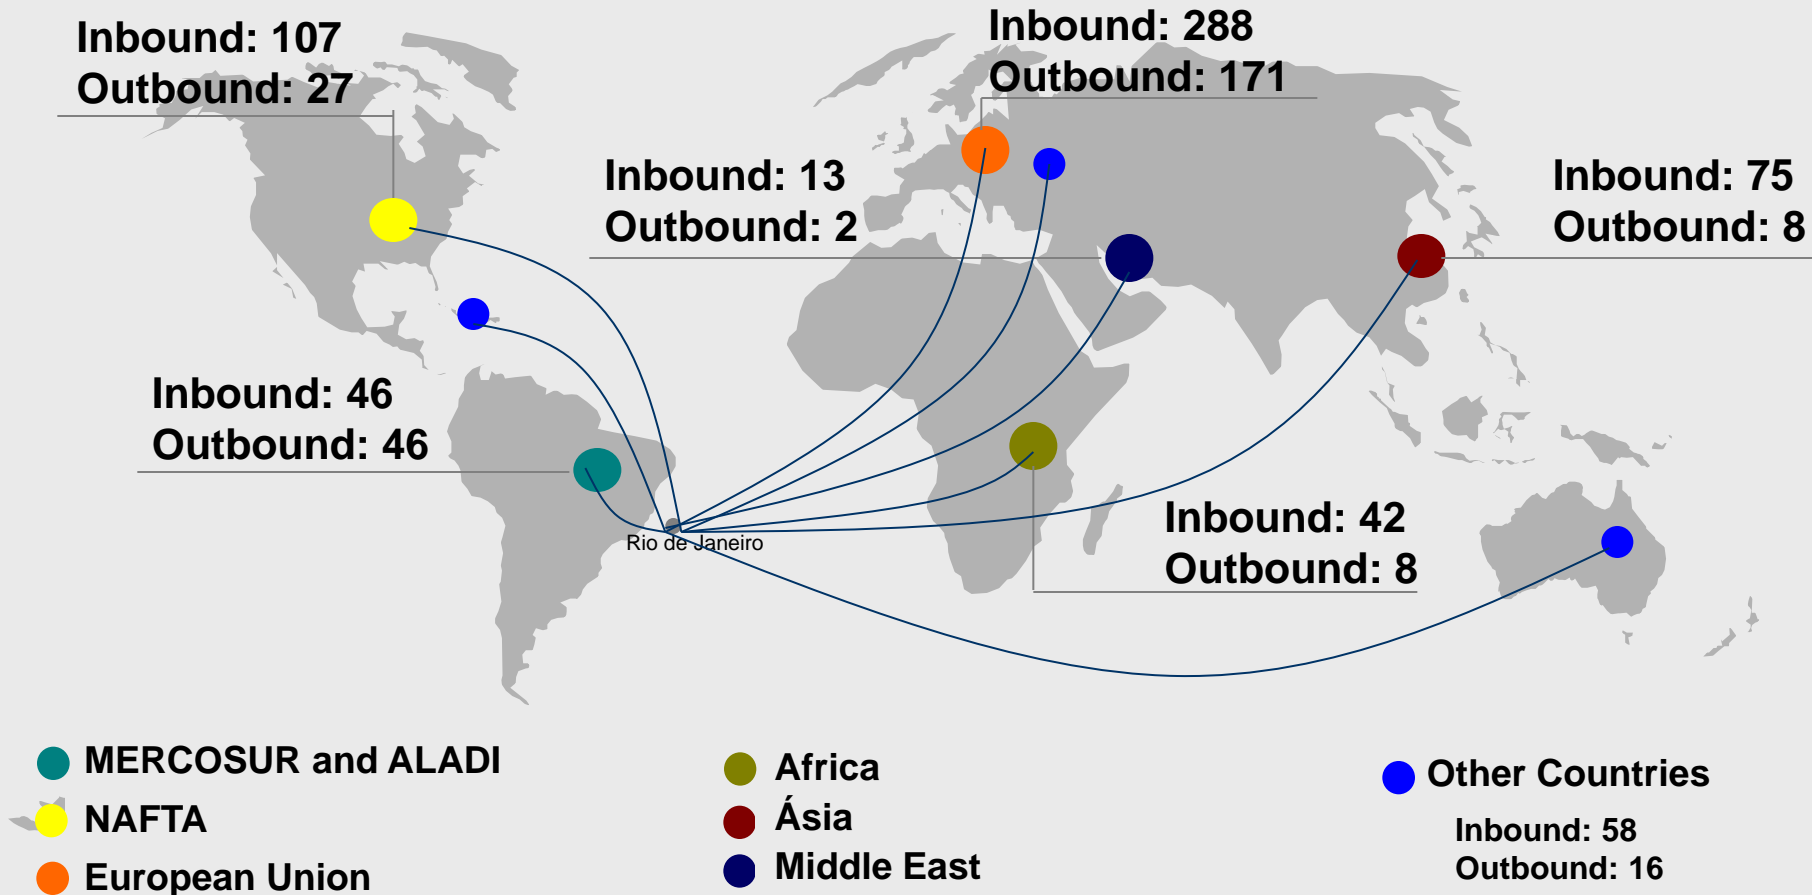 Inbound: 107
Outbound: 27
Inbound: 288
Outbound: 171
Inbound: 13
Outbound: 2
Inbound: 75
Outbound: 8
Inbound: 46
Outbound: 46
Inbound: 42
Outbound: 8
Rio de Janeiro
MERCOSUR and ALADI
NAFTA
European Union
Africa
Ásia
Middle East
Other Countries
Inbound: 58
Outbound: 16